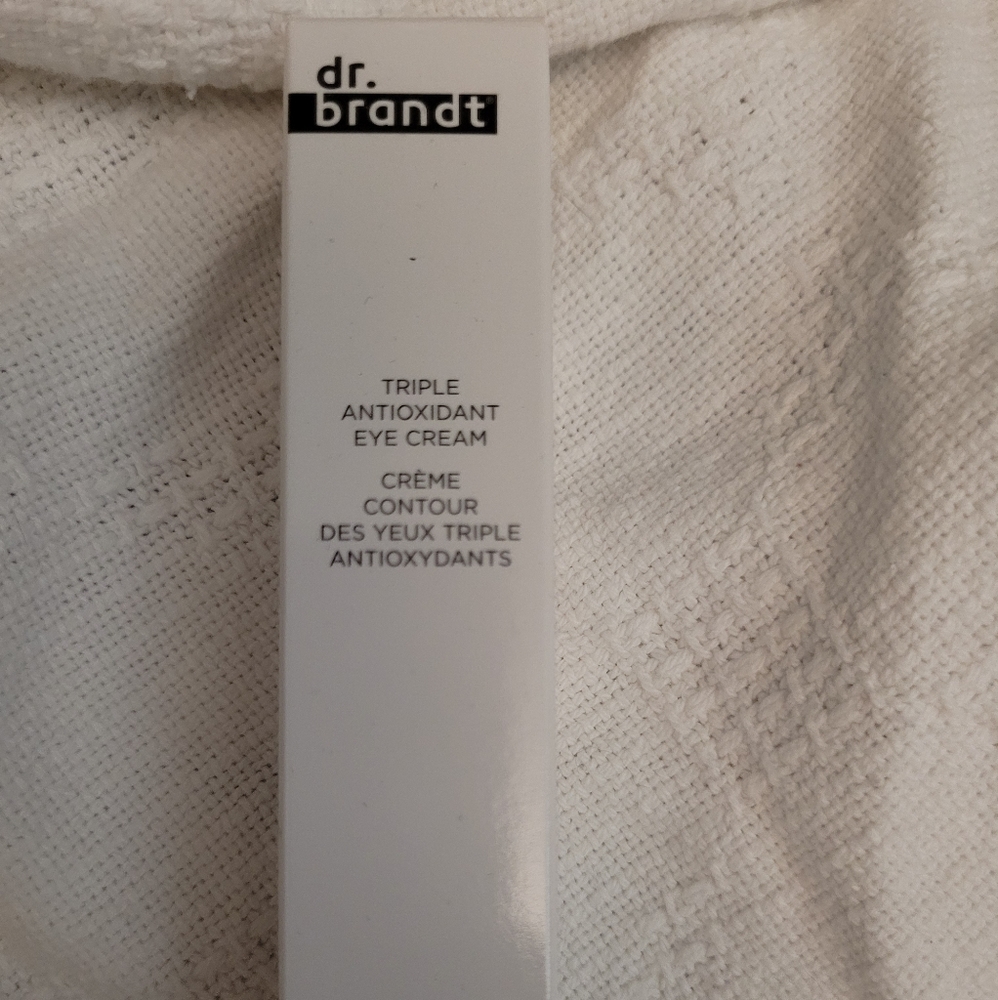 dr.
brandt
TRIPLE
ANTIOXIDANT
EYE CREAM
CRÈME
CONTOUR
DES YEUX TRIPLE
ANTIOXYDANTS